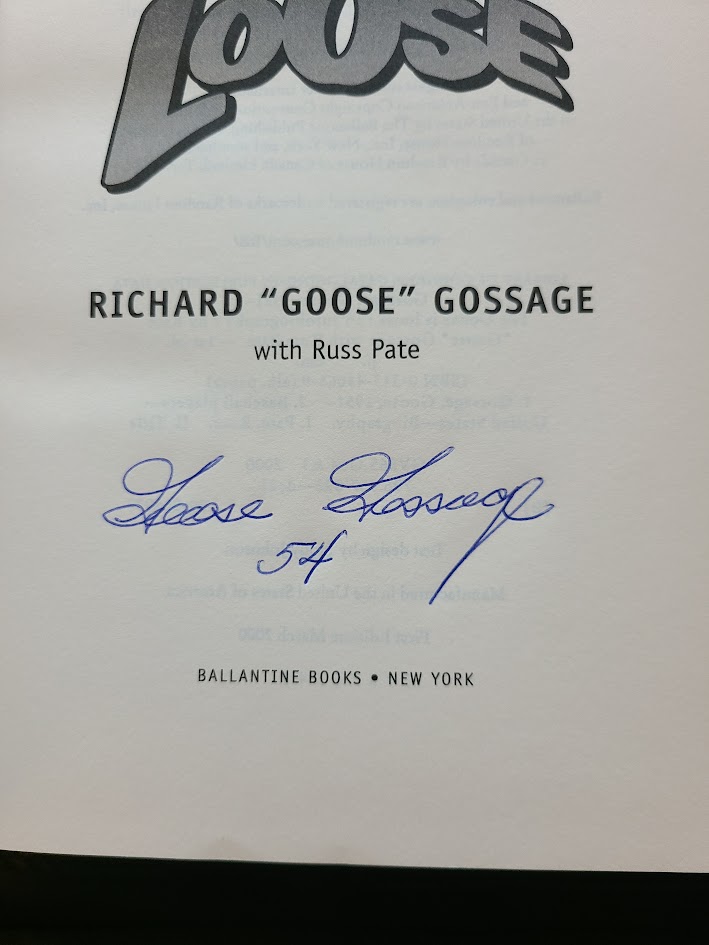 LOOSE
RICHARD “GOOSE” GOSSAGE
with Russ Pate
Goose Gossage
54
BALLANTINE BOOKS • NEW YORK